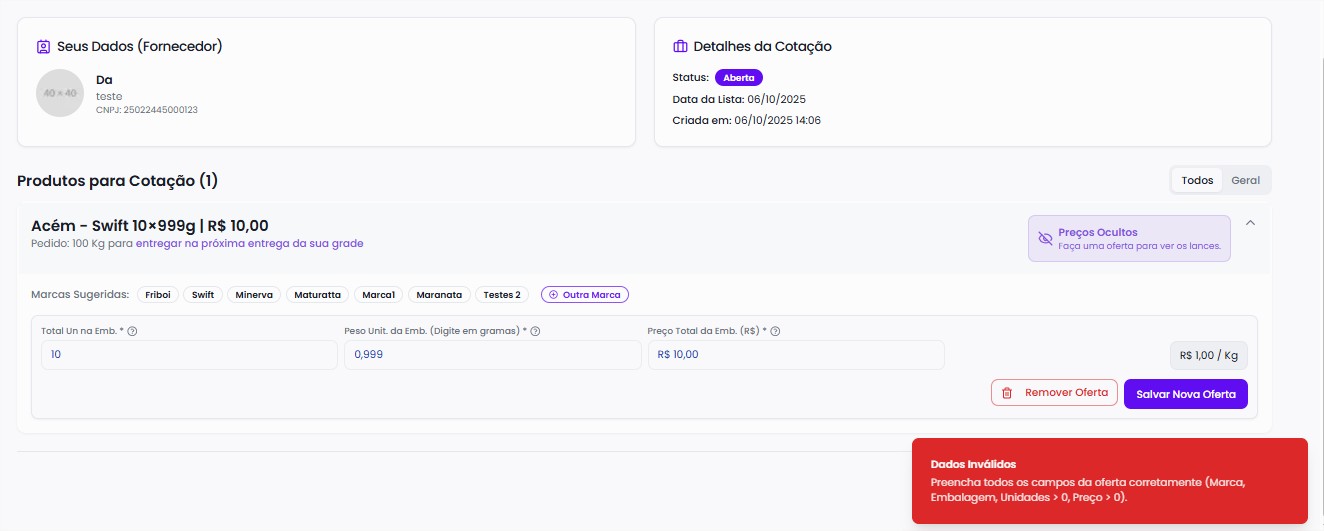 Seus Dados (Fornecedor)
40 × 40
Da
teste
CNPJ: 25022445000123
Detalhes da Cotação
Status: Aberta
Data da Lista: 06/10/2025
Criada em: 06/10/2025 14:06
Produtos para Cotação (1)
Todos Geral
Acém - Swift 10×999g | R$ 10,00
Pedido: 100 Kg para entregar na próxima entrega da sua grade
Preços Ocultos
Faça uma oferta para ver os lances.
Marcas Sugeridas: Friboi Swift Minerva Maturatta Marca1 Maranata Testes 2 Outra Marca
Total Un na Emb. * Peso Unit. da Emb. (Digite em gramas) * Preço Total da Emb. (R$) *
10 0,999 R$ 10,00 R$ 1,00 / Kg
Remover Oferta Salvar Nova Oferta
Dados Inválidos
Preencha todos os campos da oferta corretamente (Marca,
Embalagem, Unidades > 0, Preço > 0).